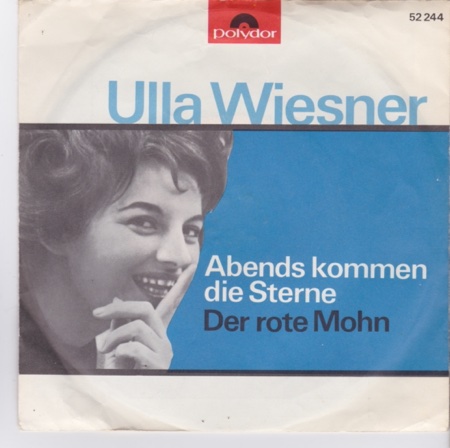 polydor
52 244
Ulla Wiesner
Abends kommen
die Sterne
Der rote Mohn